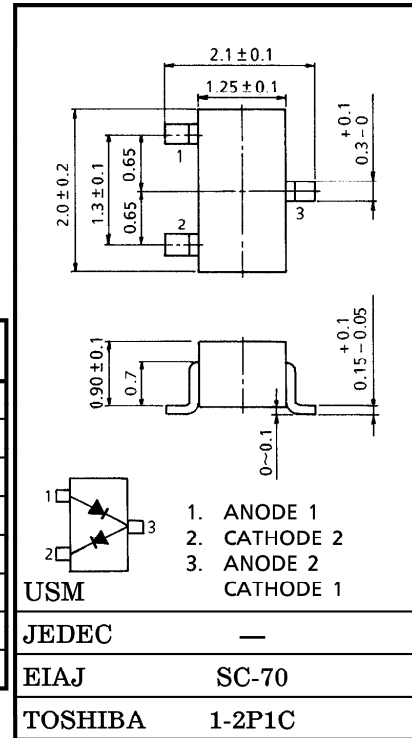 2.1±0.1
1.25±0.1
+0.1
0.3-0
2.0±0.2
1.3±0.1
0.65
0.65
1
2
3
0.90±0.1
0.7
+0.1
0.15-0.05
0~0.1
1
2
3
1. ANODE 1
2. CATHODE 2
3. ANODE 2
CATHODE 1
USM
JEDEC —
EIAJ SC-70
TOSHIBA 1-2P1C